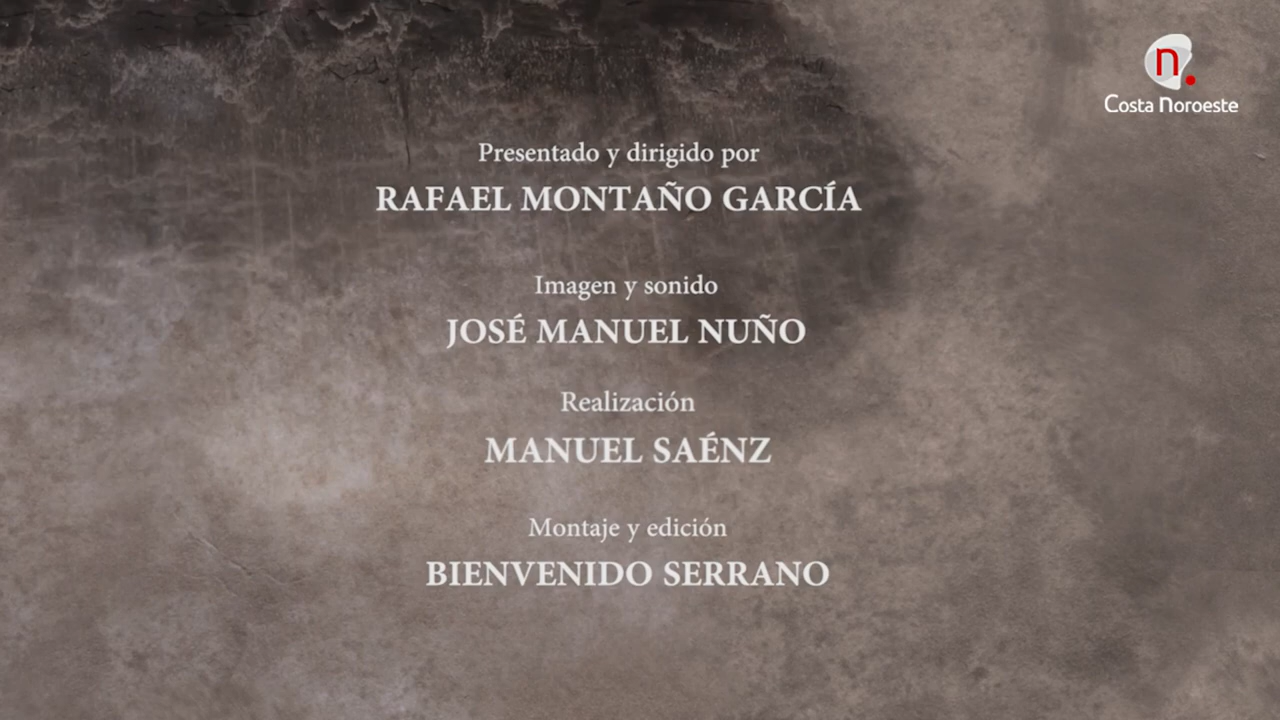 n.
Costa noroeste
Presentado y dirigido por
RAFAEL MONTAÑO GARCÍA
Imagen y sonido
JOSÉ MANUEL NUÑO
Realización
MANUEL SAÉNZ
Montaje y edición
BIENVENIDO SERRANO